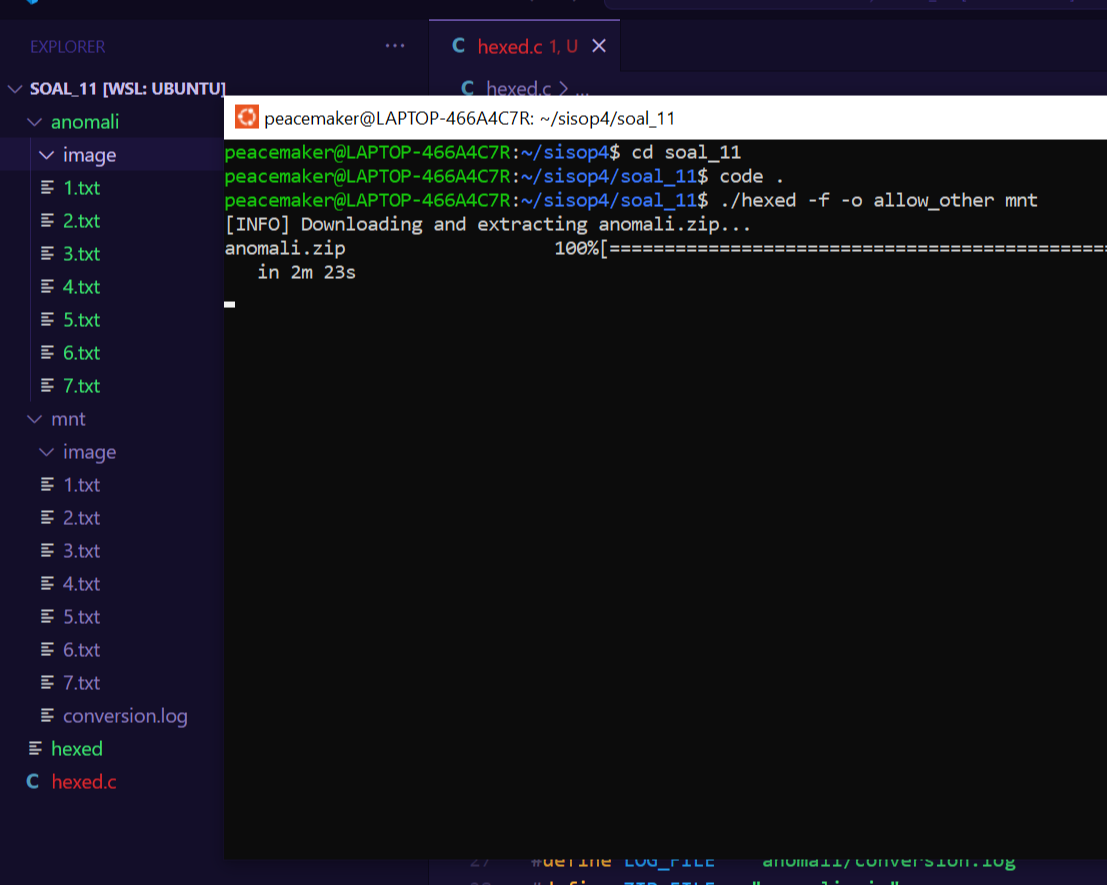 EXPLORER
...
C hexed.c 1, U
SOAL_11 [WSL: UBUNTU]
C hexed.c > ...
anomali
image
1.txt
2.txt
3.txt
4.txt
5.txt
6.txt
7.txt
mnt
image
1.txt
2.txt
3.txt
4.txt
5.txt
6.txt
7.txt
conversion.log
hexed
C hexed.c
peacemaker@LAPTOP-466A4C7R: ~/sisop4/soal_11
peacemaker@LAPTOP-466A4C7R:~/sisop4$ cd soal_11
peacemaker@LAPTOP-466A4C7R:~/sisop4/soal_11$ code .
peacemaker@LAPTOP-466A4C7R:~/sisop4/soal_11$ ./hexed -f -o allow_other mnt
[INFO] Downloading and extracting anomali.zip...
anomali.zip 100%[==============================================
in 2m 23s
27 #define LOG_FILE "anomali/conversion.log